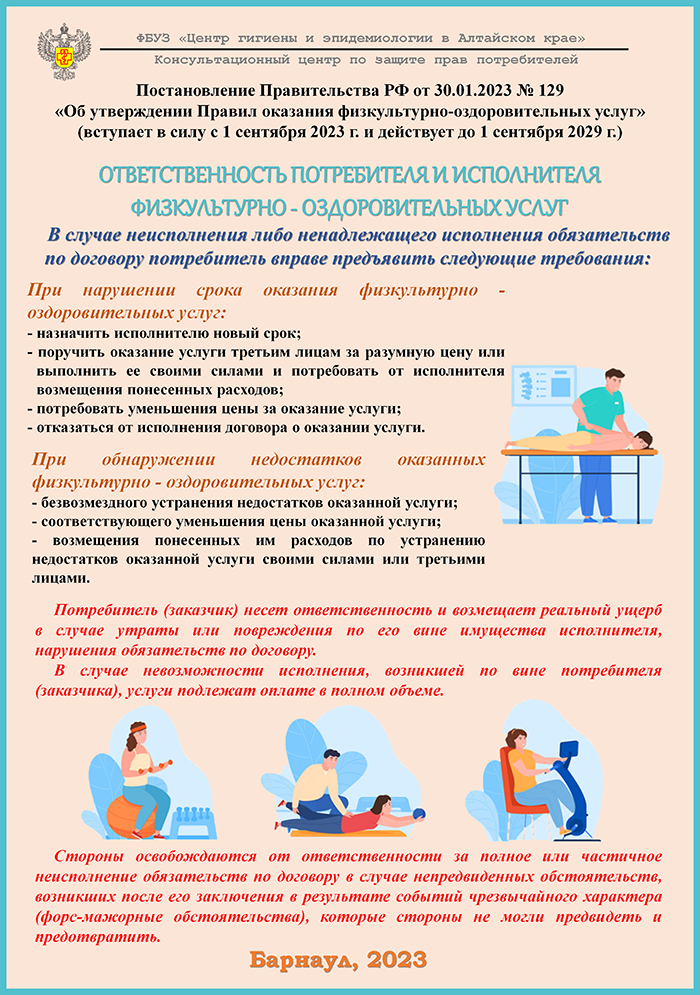 ФБУЗ «Центр гигиены и эпидемиологии в Алтайском крае»
Консультационный центр по защите прав потребителей
Постановление Правительства РФ от 30.01.2023 № 129
«Об утверждении Правил оказания физкультурно-оздоровительных услуг»
(вступает в силу с 1 сентября 2023 г. и действует до 1 сентября 2029 г.)
ОТВЕТСТВЕННОСТЬ ПОТРЕБИТЕЛЯ И ИСПОЛНИТЕЛЯ
ФИЗКУЛЬТУРНО - ОЗДОРОВИТЕЛЬНЫХ УСЛУГ
В случае неисполнения либо ненадлежащего исполнения обязательств
по договору потребитель вправе предъявить следующие требования:
При нарушении срока оказания физкультурно -
оздоровительных услуг:
- назначить исполнителю новый срок;
- поручить оказание услуги третьим лицам за разумную цену или
выполнить ее своими силами и потребовать от исполнителя
возмещения понесенных расходов;
- потребовать уменьшения цены за оказание услуги;
- отказаться от исполнения договора о оказании услуги.
При обнаружении недостатков оказанных
физкультурно - оздоровительных услуг:
- безвозмездного устранения недостатков оказанной услуги;
- соответствующего уменьшения цены оказанной услуги;
- возмещения понесенных им расходов по устранению
недостатков оказанной услуги своими силами или третьими
лицами.
Потребитель (заказчик) несет ответственность и возмещает реальный ущерб
в случае утраты или повреждения по его вине имущества исполнителя,
нарушения обязательств по договору.
В случае невозможности исполнения, возникшей по вине потребителя
(заказчика), услуги подлежат оплате в полном объеме.
Стороны освобождаются от ответственности за полное или частичное
неисполнение обязательств по договору в случае непредвиденных обстоятельств,
возникших после его заключения в результате событий чрезвычайного характера
(форс-мажорные обстоятельства), которые стороны не могли предвидеть и
предотвратить.
Барнаул, 2023